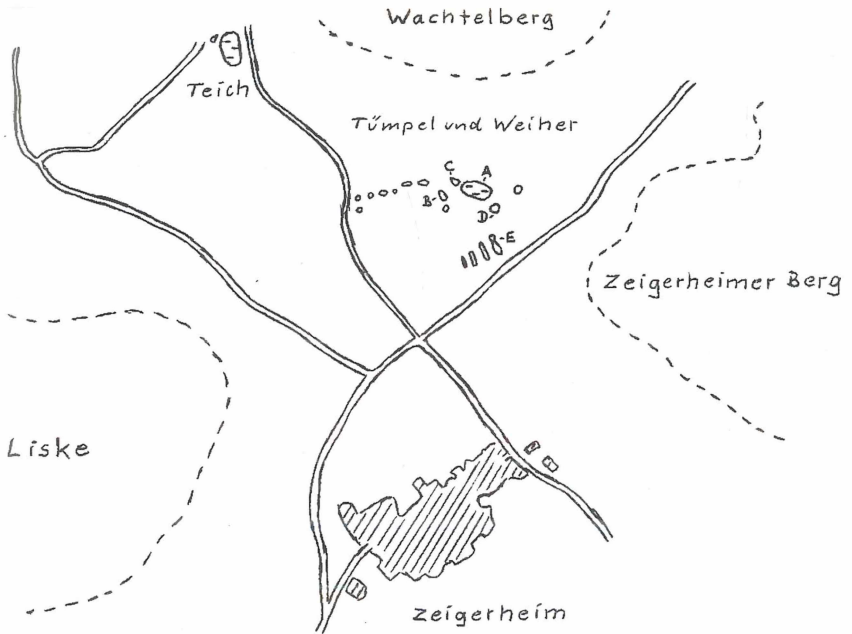 Wachtelberg
Teich
Tümpel und Weiher
C
A
B
D
E
Zeigerheimer Berg
Liske
Zeigerheim